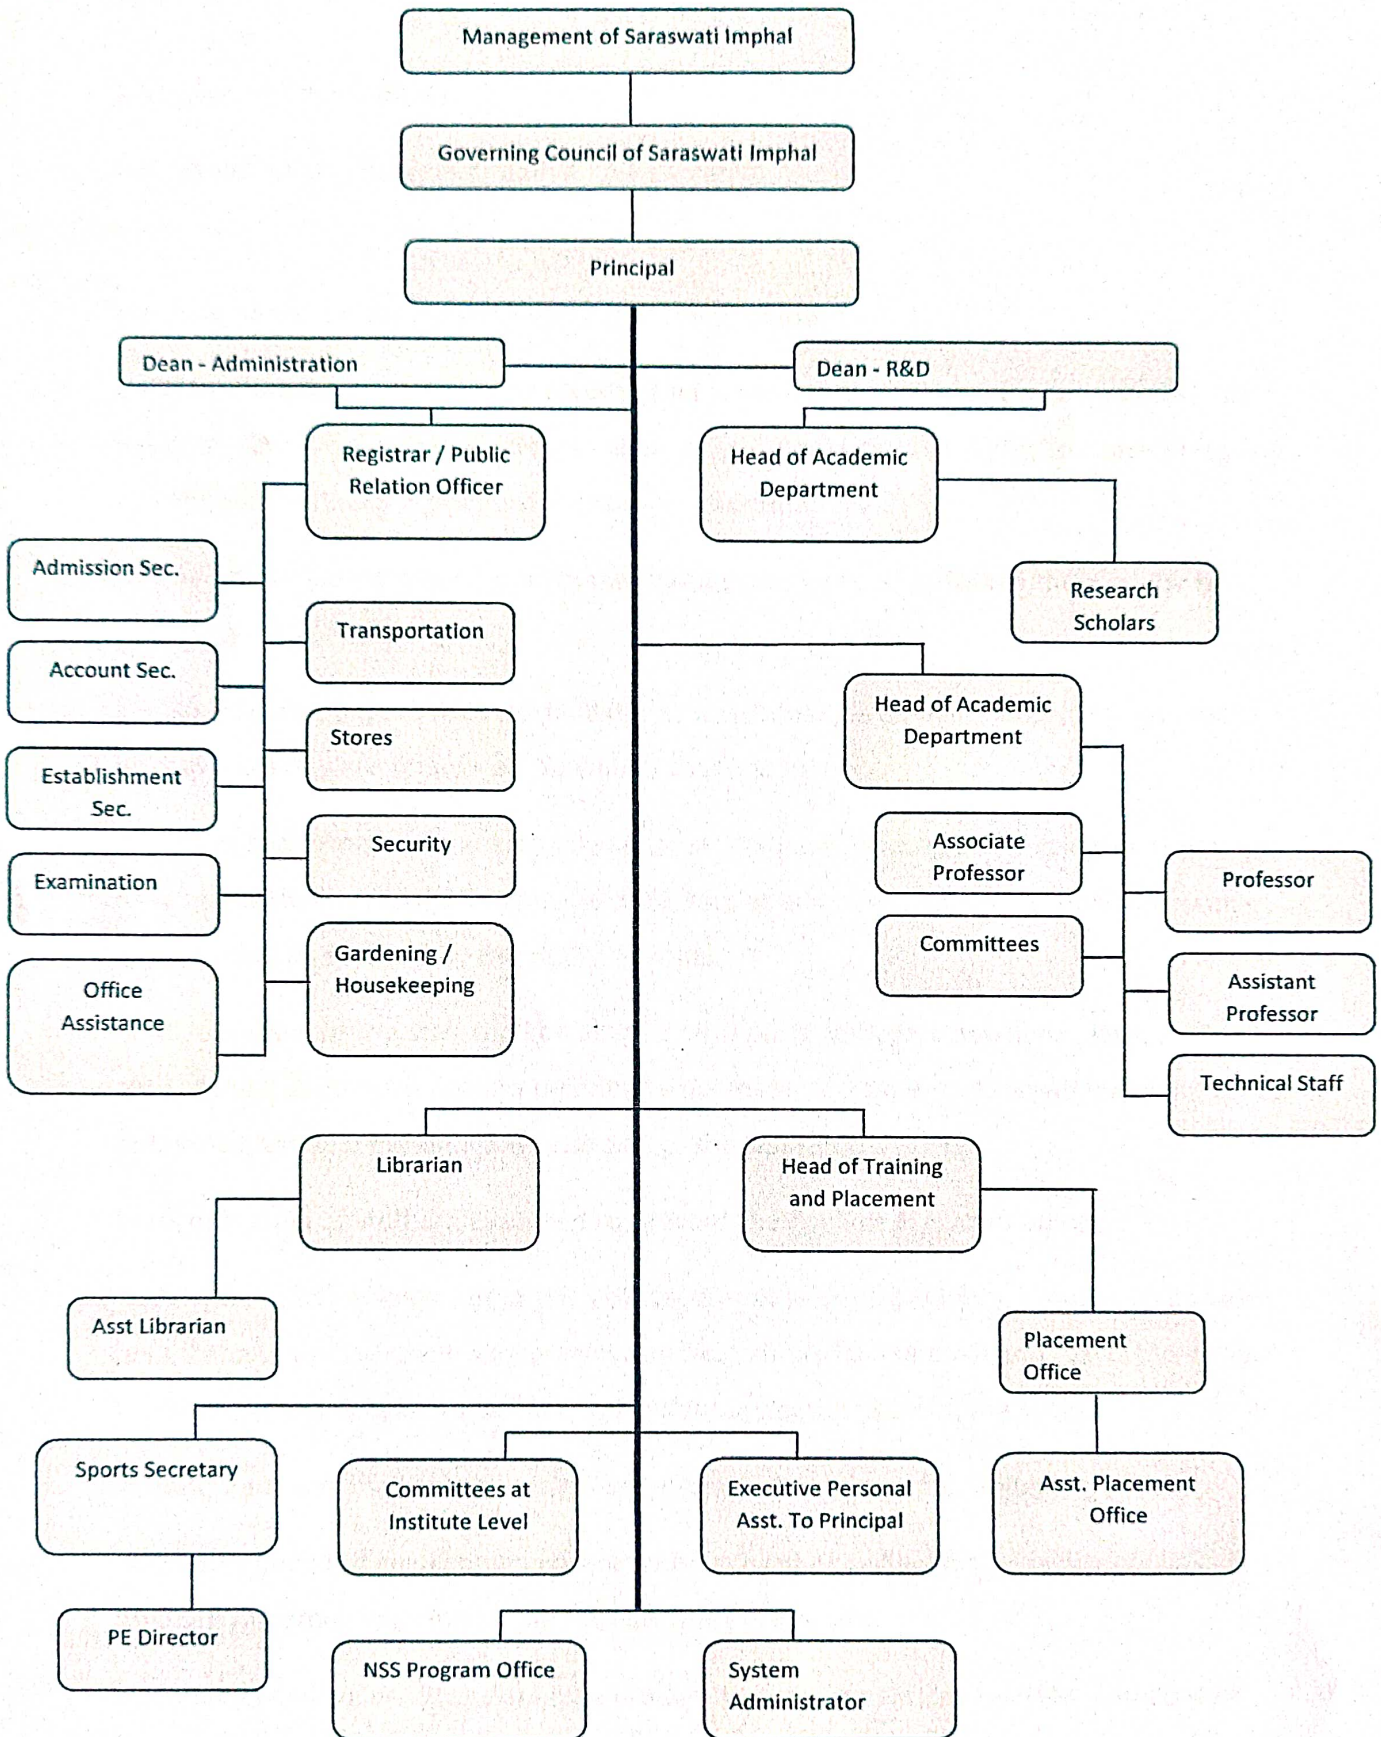 Management of Saraswati Imphal
Governing Council of Saraswati Imphal
Principal
Dean - Administration
Dean - R&D
Registrar / Public
Relation Officer
Head of Academic
Department
Admission Sec.
Research
Scholars
Transportation
Account Sec.
Head of Academic
Department
Stores
Establishment
Sec.
Security
Associate
Professor
Examination
Professor
Committees
Gardening /
Housekeeping
Office
Assistance
Assistant
Professor
Technical Staff
Librarian
Head of Training
and Placement
Asst Librarian
Placement
Office
Sports Secretary
Committees at
Institute Level
Executive Personal
Asst. To Principal
Asst. Placement
Office
PE Director
NSS Program Office
System
Administrator